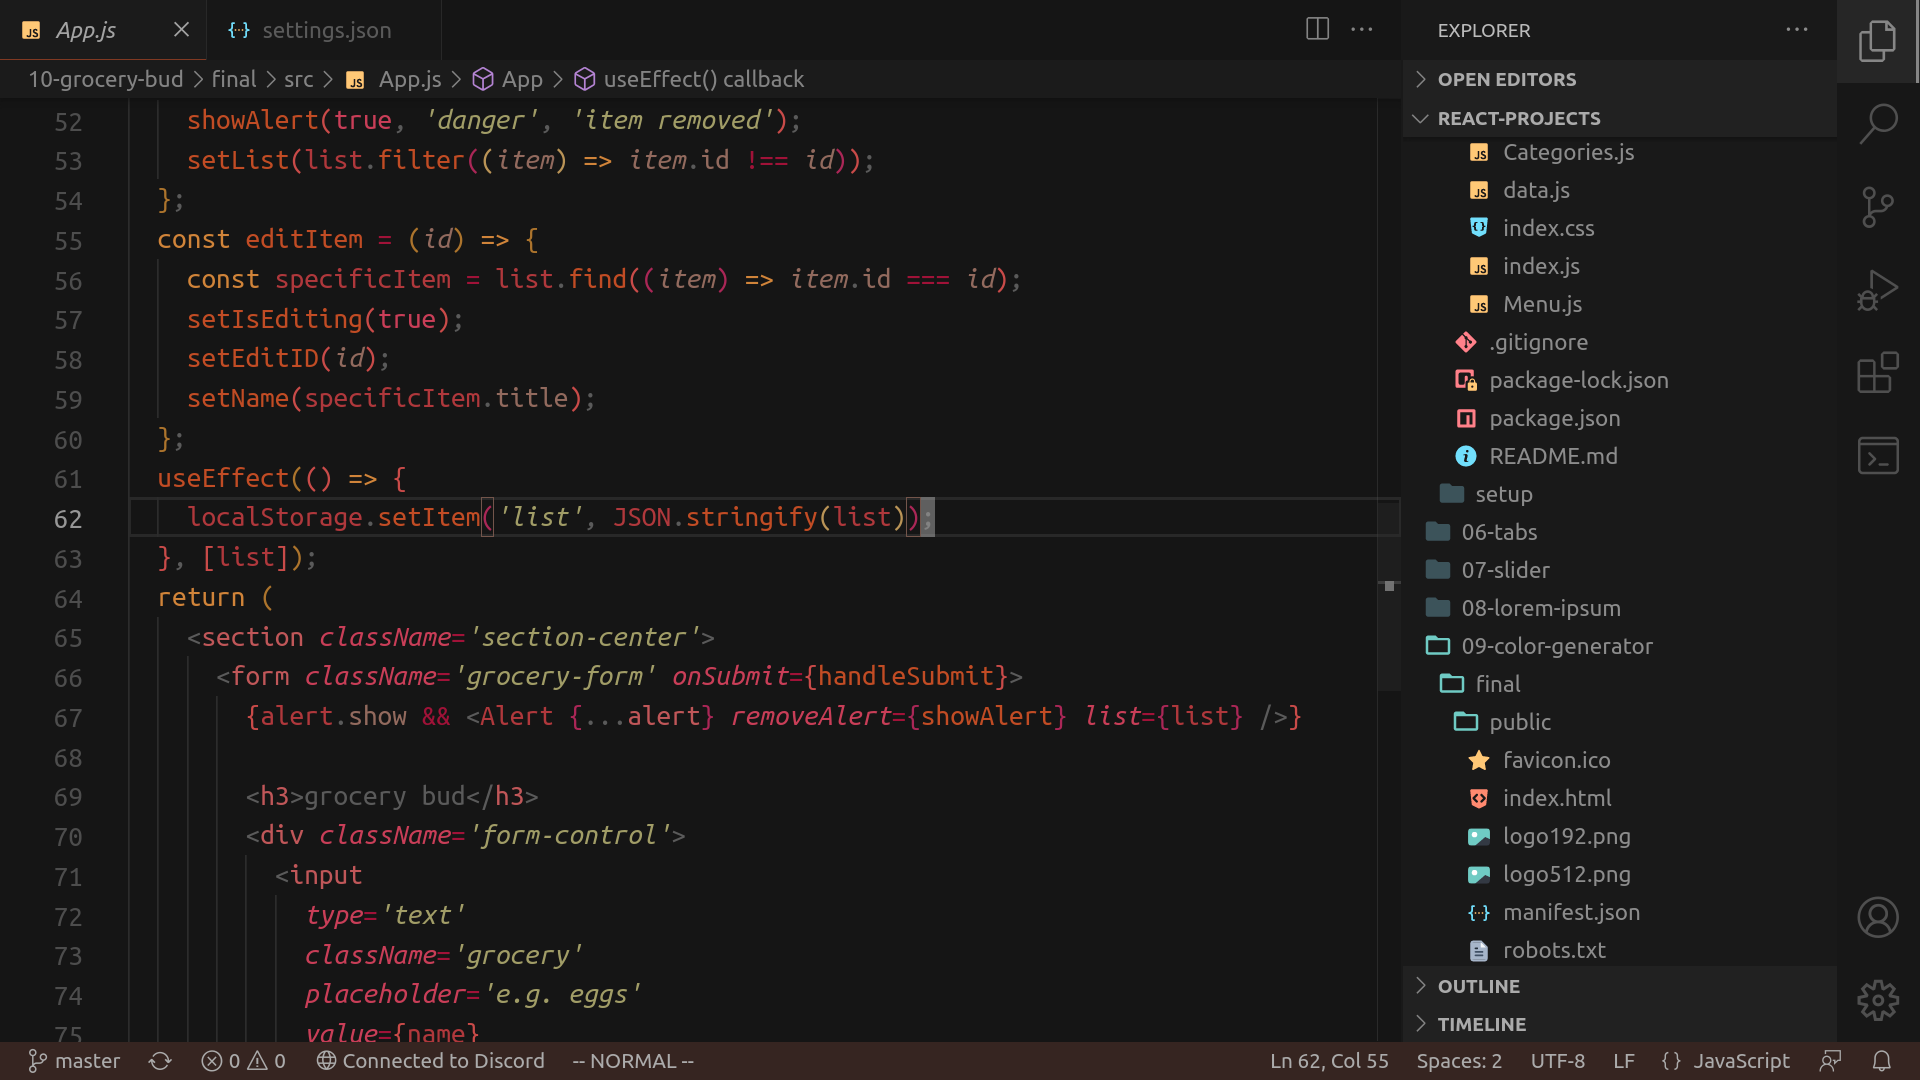 App.js
settings.json
10-grocery-bud > final > src > App.js > App > useEffect() callback
52 showAlert(true, 'danger', 'item removed');
53 setList(list.filter((item) => item.id !== id));
54 };
55 const editItem = (id) => {
56 const specificItem = list.find((item) => item.id === id);
57 setIsEditing(true);
58 setEditID(id);
59 setName(specificItem.title);
60 };
61 useEffect(() => {
62 localStorage.setItem('list', JSON.stringify(list));
63 }, [list]);
64 return (
65 <section className='section-center'>
66 <form className='grocery-form' onSubmit={handleSubmit}>
67 {alert.show && <Alert {...alert} removeAlert={showAlert} list={list} />}
68
69 <h3>grocery bud</h3>
70 <div className='form-control'>
71 <input
72 type='text'
73 className='grocery'
74 placeholder='e.g. eggs'
75 value={name}
EXPLORER
OPEN EDITORS
REACT-PROJECTS
Categories.js
data.js
index.css
index.js
Menu.js
.gitignore
package-lock.json
package.json
README.md
setup
06-tabs
07-slider
08-lorem-ipsum
09-color-generator
final
public
favicon.ico
index.html
logo192.png
logo512.png
manifest.json
robots.txt
OUTLINE
TIMELINE
master 0 0 Connected to Discord -- NORMAL -- Ln 62, Col 55 Spaces: 2 UTF-8 LF {} JavaScript